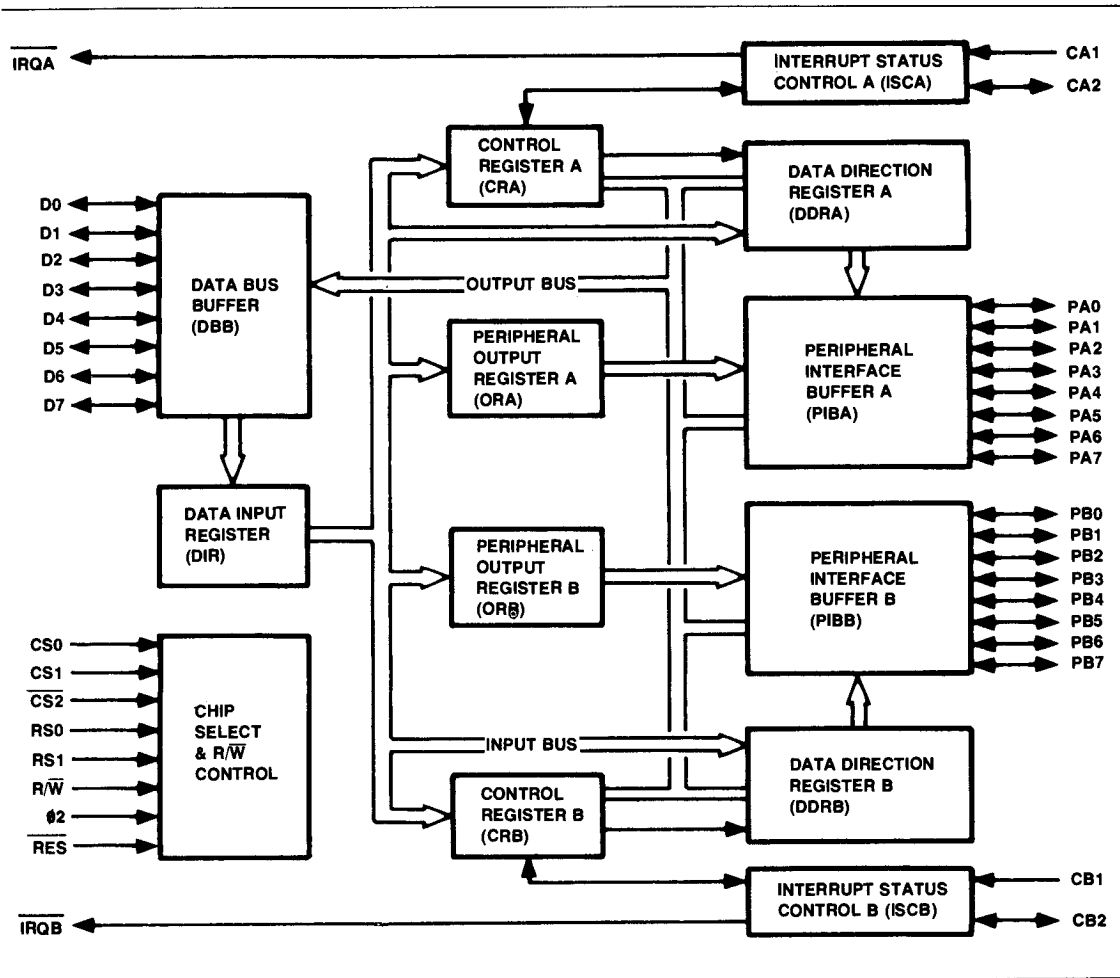 IRQA
INTERRUPT STATUS
CONTROL A (ISCA)
CA1
CA2
CONTROL
REGISTER A
(CRA)
DATA DIRECTION
REGISTER A
(DDRA)
D0
D1
D2
D3
D4
D5
D6
D7
DATA BUS
BUFFER
(DBB)
OUTPUT BUS
PERIPHERAL
OUTPUT
REGISTER A
(ORA)
PERIPHERAL
INTERFACE
BUFFER A
(PIBA)
PA0
PA1
PA2
PA3
PA4
PA5
PA6
PA7
DATA INPUT
REGISTER
(DIR)
PERIPHERAL
OUTPUT
REGISTER B
(ORB)
PERIPHERAL
INTERFACE
BUFFER B
(PIBB)
PB0
PB1
PB2
PB3
PB4
PB5
PB6
PB7
CS0
CS1
C̅S̅2̅
RS0
RS1
R/W̅
ø2
R̅E̅S̅
CHIP
SELECT
& R/W̅
CONTROL
INPUT BUS
CONTROL
REGISTER B
(CRB)
DATA DIRECTION
REGISTER B
(DDRB)
INTERRUPT STATUS
CONTROL B (ISCB)
CB1
CB2
I̅R̅Q̅B̅